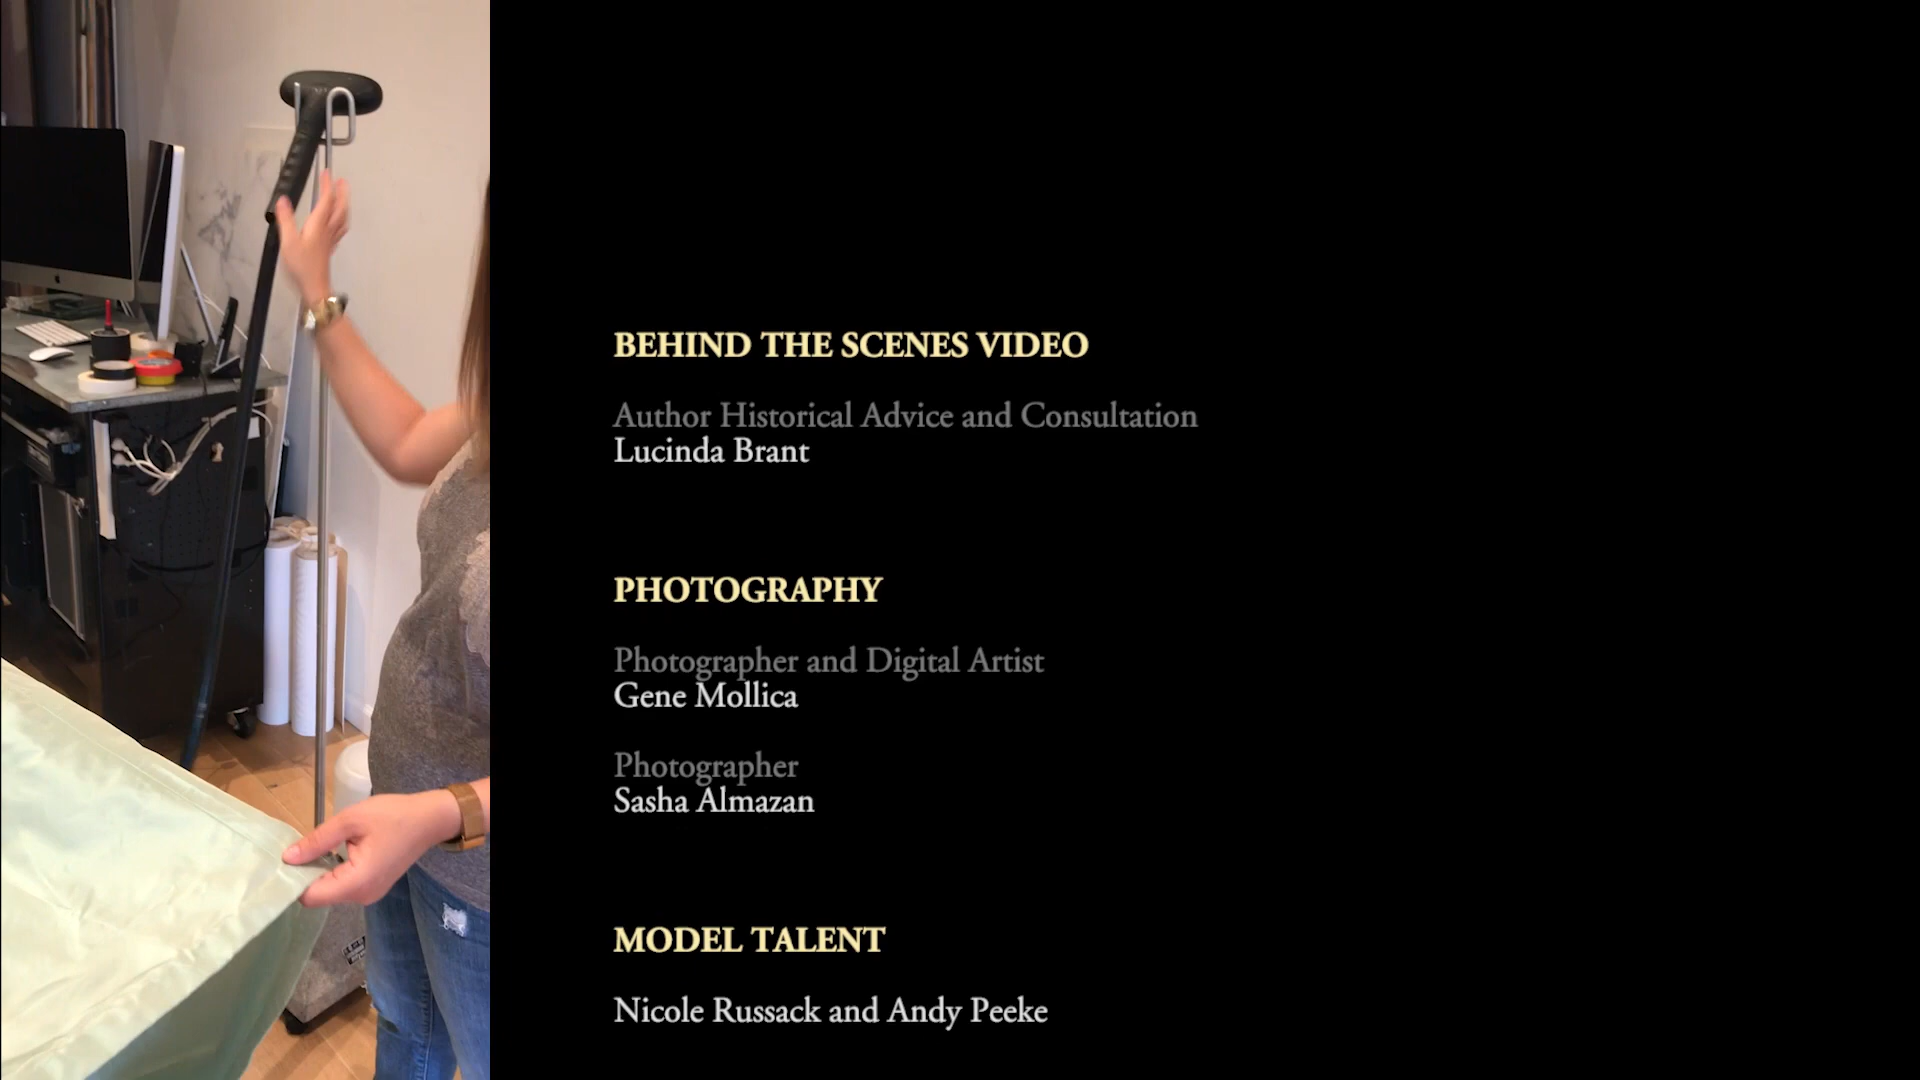 BEHIND THE SCENES VIDEO
Author Historical Advice and Consultation
Lucinda Brant
PHOTOGRAPHY
Photographer and Digital Artist
Gene Mollica
Photographer
Sasha Almazan
MODEL TALENT
Nicole Russack and Andy Peeke